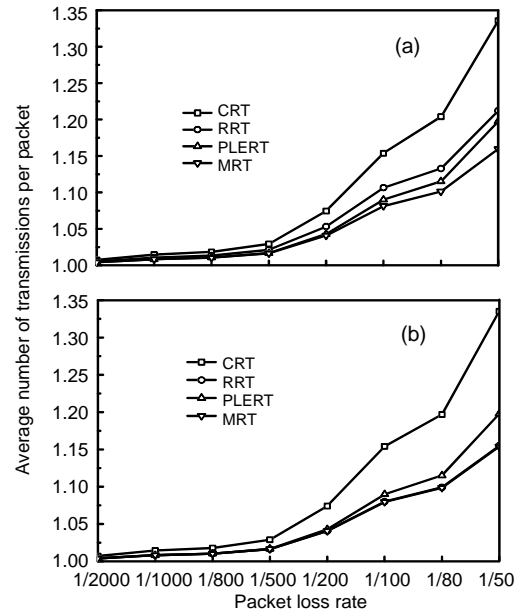 Average number of transmissions per packet
1.35
1.30
1.25
1.20
1.15
1.10
1.05
1.00
(a)
CRT
RRT
PLERT
MRT
1.35
1.30
1.25
1.20
1.15
1.10
1.05
1.00
(b)
CRT
RRT
PLERT
MRT
1/2000 1/1000 1/800 1/500 1/200 1/100 1/80 1/50
Packet loss rate